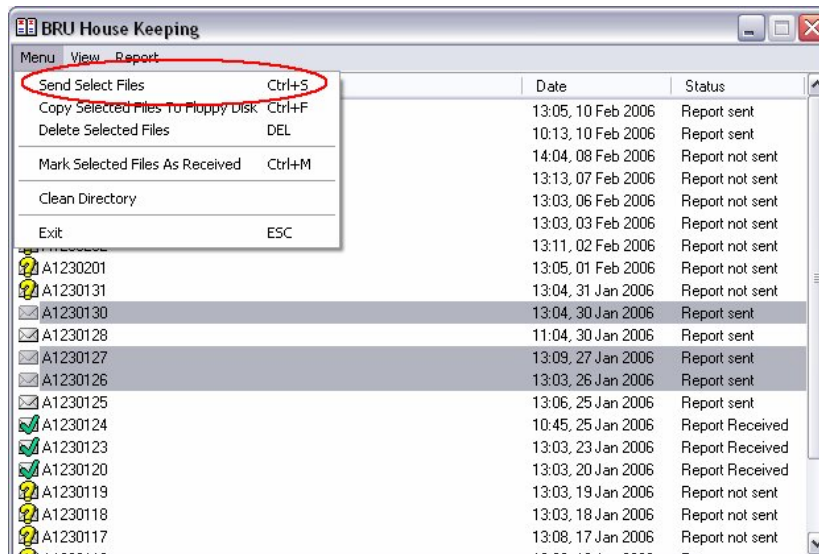 BRU House Keeping
Menu View Report
Send Select Files Ctrl+S Date Status
Copy Selected Files To Floppy Disk Ctrl+F 13:05, 10 Feb 2006 Report sent
Delete Selected Files DEL 10:13, 10 Feb 2006 Report sent
14:04, 08 Feb 2006 Report not sent
Mark Selected Files As Received Ctrl+M 13:13, 07 Feb 2006 Report not sent
Clean Directory 13:03, 06 Feb 2006 Report not sent
13:03, 03 Feb 2006 Report not sent
Exit ESC 13:11, 02 Feb 2006 Report not sent
A1230201 13:05, 01 Feb 2006 Report not sent
A1230131 13:04, 31 Jan 2006 Report not sent
A1230130 13:04, 30 Jan 2006 Report sent
A1230128 11:04, 30 Jan 2006 Report sent
A1230127 13:09, 27 Jan 2006 Report sent
A1230126 13:03, 26 Jan 2006 Report sent
A1230125 13:06, 25 Jan 2006 Report sent
A1230124 10:45, 25 Jan 2006 Report Received
A1230123 13:03, 23 Jan 2006 Report Received
A1230120 13:03, 20 Jan 2006 Report Received
A1230119 13:03, 19 Jan 2006 Report not sent
A1230118 13:03, 18 Jan 2006 Report not sent
A1230117 13:08, 17 Jan 2006 Report not sent